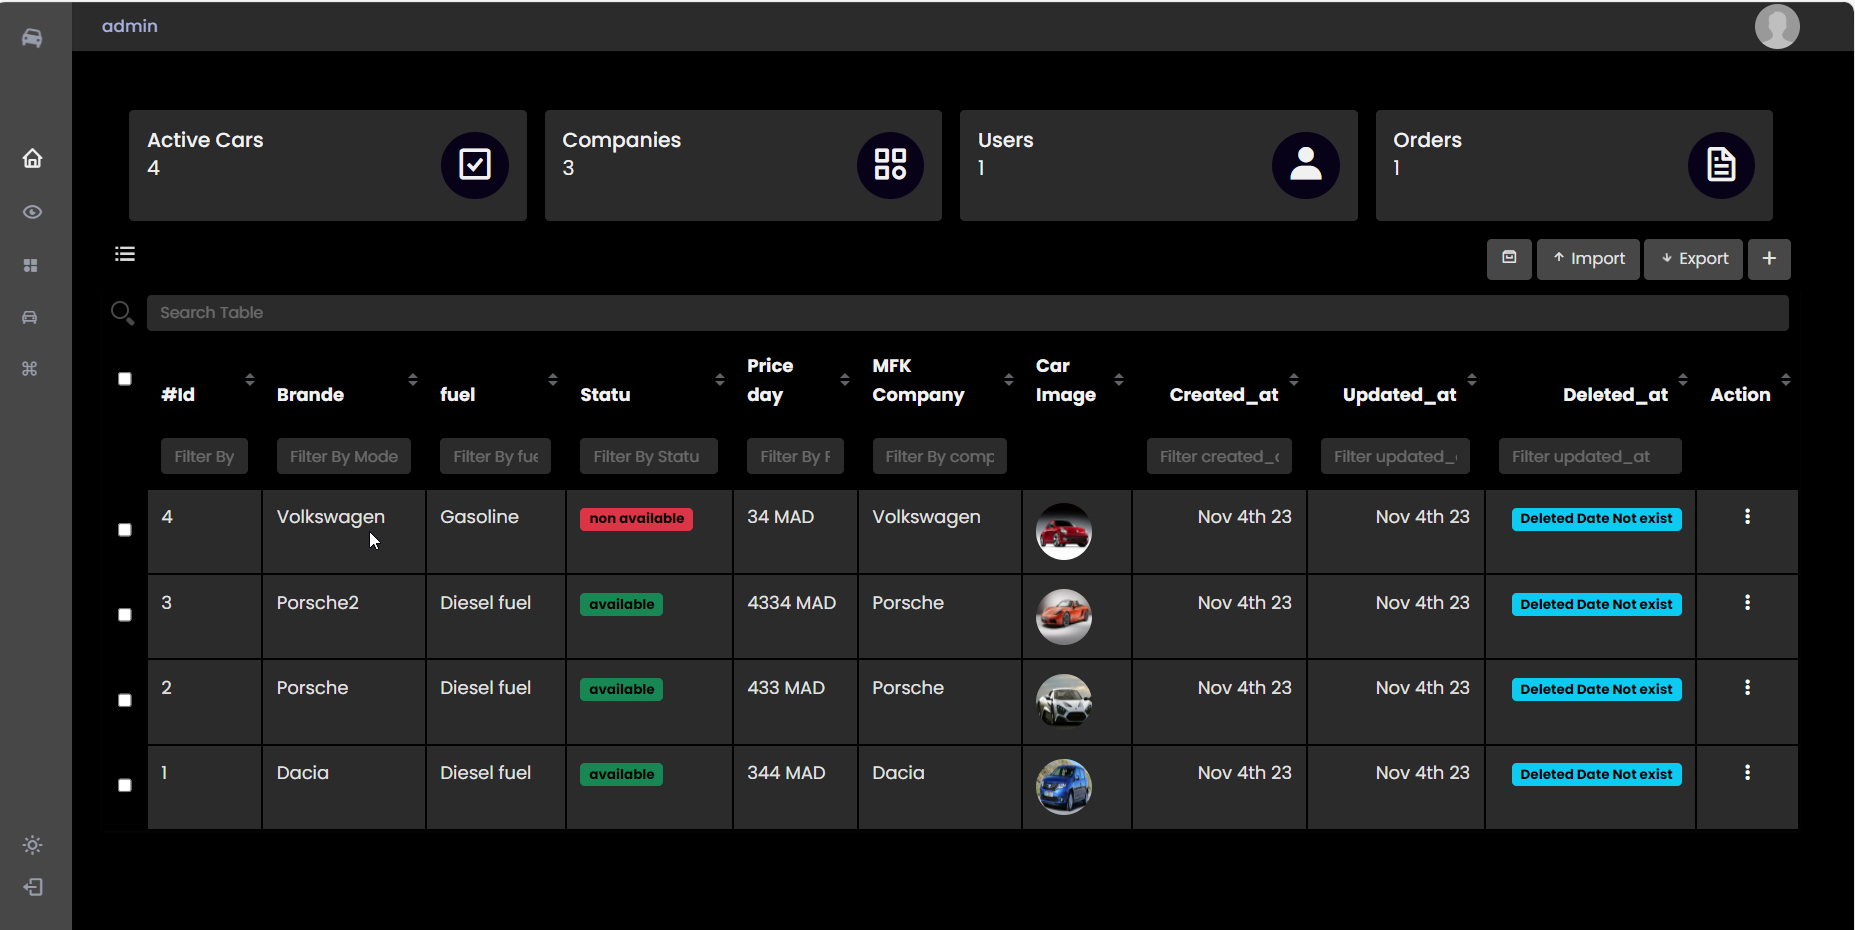 admin
Active Cars
4
Companies
3
Users
1
Orders
1
Import
Export
Search Table
#Id Brande fuel Statu Price day MFK Company Car Image Created_at Updated_at Deleted_at Action
Filter By Filter By Mode Filter By fue Filter By Statu Filter By F Filter By comp Filter created_c Filter updated_ Filter updated_at
4 Volkswagen Gasoline non available 34 MAD Volkswagen Nov 4th 23 Nov 4th 23 Deleted Date Not exist
3 Porsche2 Diesel fuel available 4334 MAD Porsche Nov 4th 23 Nov 4th 23 Deleted Date Not exist
2 Porsche Diesel fuel available 433 MAD Porsche Nov 4th 23 Nov 4th 23 Deleted Date Not exist
1 Dacia Diesel fuel available 344 MAD Dacia Nov 4th 23 Nov 4th 23 Deleted Date Not exist